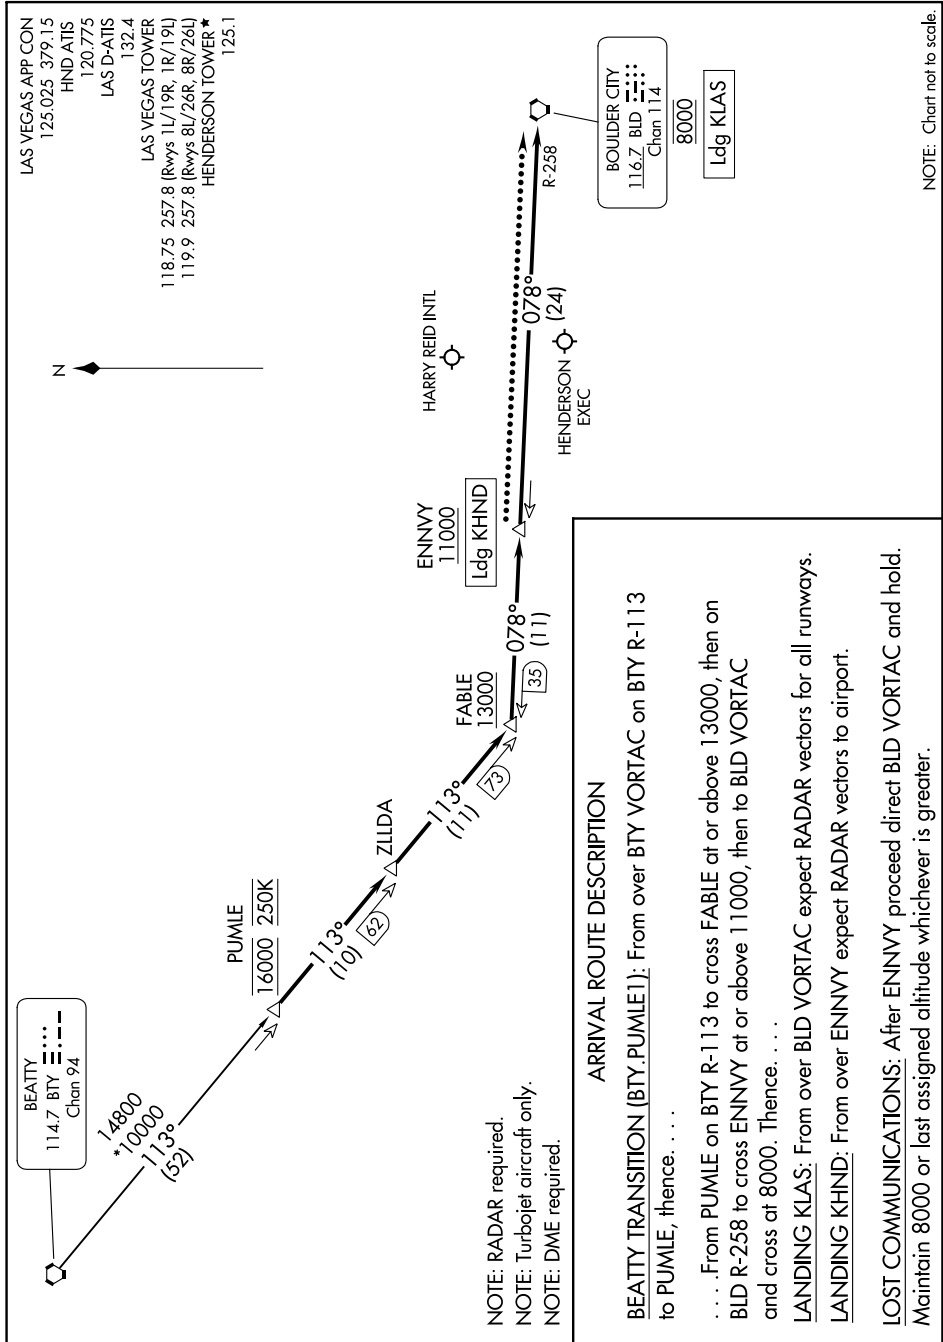 LAS VEGAS APP CON
125.025 379.15
HND ATIS
120.775
LAS D-ATIS
132.4
LAS VEGAS TOWER
118.75 257.8 (Rwys 1L/19R, 1R/19L)
119.9 257.8 (Rwys 8L/26R, 8R/26L)
HENDERSON TOWER★
125.1
N
BEATTY
114.7 BTY
Chan 94
14800
*10000
113°
(52)
PUMLE
16000 250K
113°
(10)
62
ZLLDA
113°
(11)
73
FABLE
13000
35
078°
(11)
ENNVY
11000
Ldg KHND
HARRY REID INTL
HENDERSON
EXEC
078°
(24)
R-258
BOULDER CITY
116.7 BLD
Chan 114
8000
Ldg KLAS
NOTE: RADAR required.
NOTE: Turbojet aircraft only.
NOTE: DME required.
NOTE: Chart not to scale.
ARRIVAL ROUTE DESCRIPTION
BEATTY TRANSITION (BTY.PUMLE1): From over BTY VORTAC on BTY R-113
to PUMLE, thence. . . .
. . . .From PUMLE on BTY R-113 to cross FABLE at or above 13000, then on
BLD R-258 to cross ENNVY at or above 11000, then to BLD VORTAC
and cross at 8000. Thence. . . .
LANDING KLAS: From over BLD VORTAC expect RADAR vectors for all runways.
LANDING KHND: From over ENNVY expect RADAR vectors to airport.
LOST COMMUNICATIONS: After ENNVY proceed direct BLD VORTAC and hold.
Maintain 8000 or last assigned altitude whichever is greater.